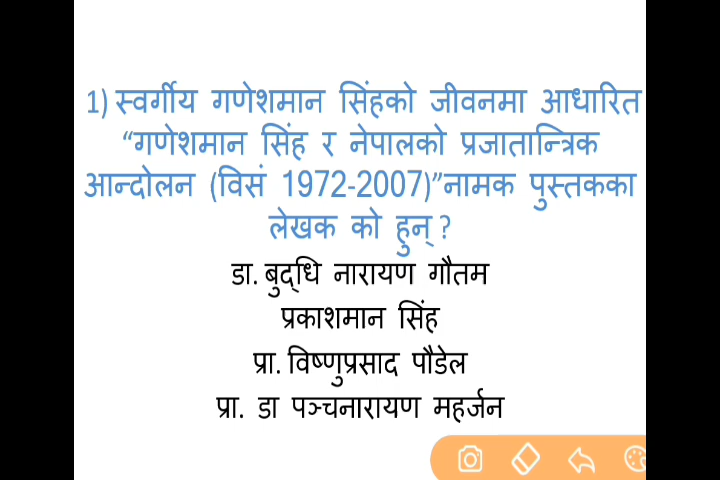 1) स्वर्गीय गणेशमान सिंहको जीवनमा आधारित
“गणेशमान सिंह र नेपालको प्रजातान्त्रिक
आन्दोलन (विसं 1972-2007)”नामक पुस्तकका
लेखक को हुन् ?
डा. बुद्धि नारायण गौतम
प्रकाशमान सिंह
प्रा. विष्णुप्रसाद पौडेल
प्रा. डा पञ्चनारायण महर्जन